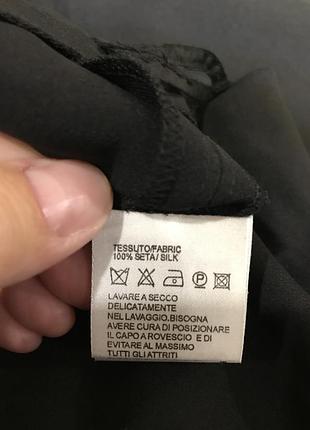 TESSUTO/FABRIC
100% SETA/ SILK
P
LAVARE A SECCO
DELICATAMENTE
NEL LAVAGGIO. BISOGNA
AVERE CURA DI POSIZIONARE
IL CAPO A ROVESCIO E DI
EVITARE AL MASSIMO
TUTTI GLI ATTRITI